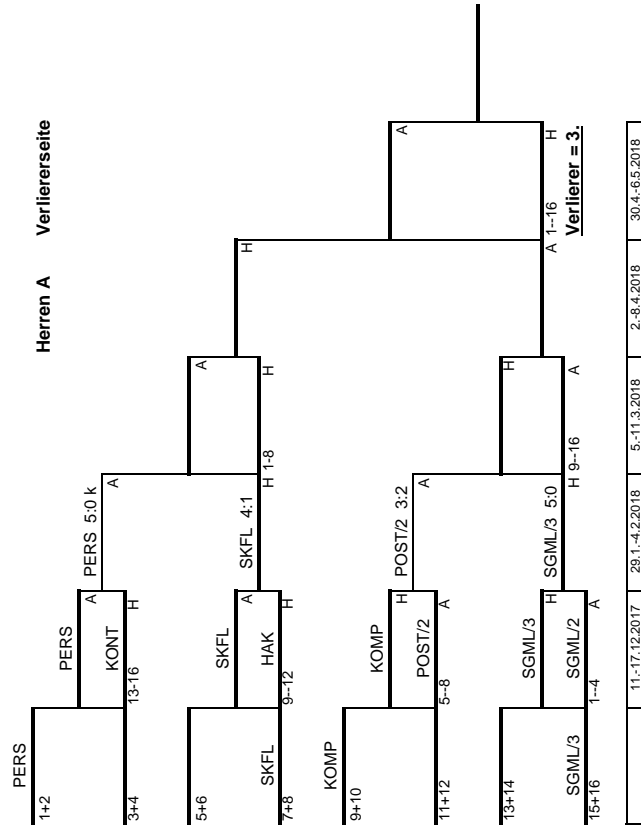 Herren A Verliererseite
PERS
1+2
3+4
PERS
A
KONT
H
13-16
PERS 5:0 k
A
5+6
SKFL
7+8
SKFL
A
HAK
H
9--12
SKFL 4:1
H
1-8
A
H
H
KOMP
9+10
11+12
KOMP
H
POST/2
A
5--8
POST/2 3:2
A
13+14
SGML/3
15+16
SGML/3
H
SGML/2
A
1--4
SGML/3 5:0
H
9--16
H
A
A
1--16
A
H
Verlierer = 3.
11.-17.12.2017
29.1.-4.2.2018
5.-11.3.2018
2.-8.4.2018
30.4.-6.5.2018